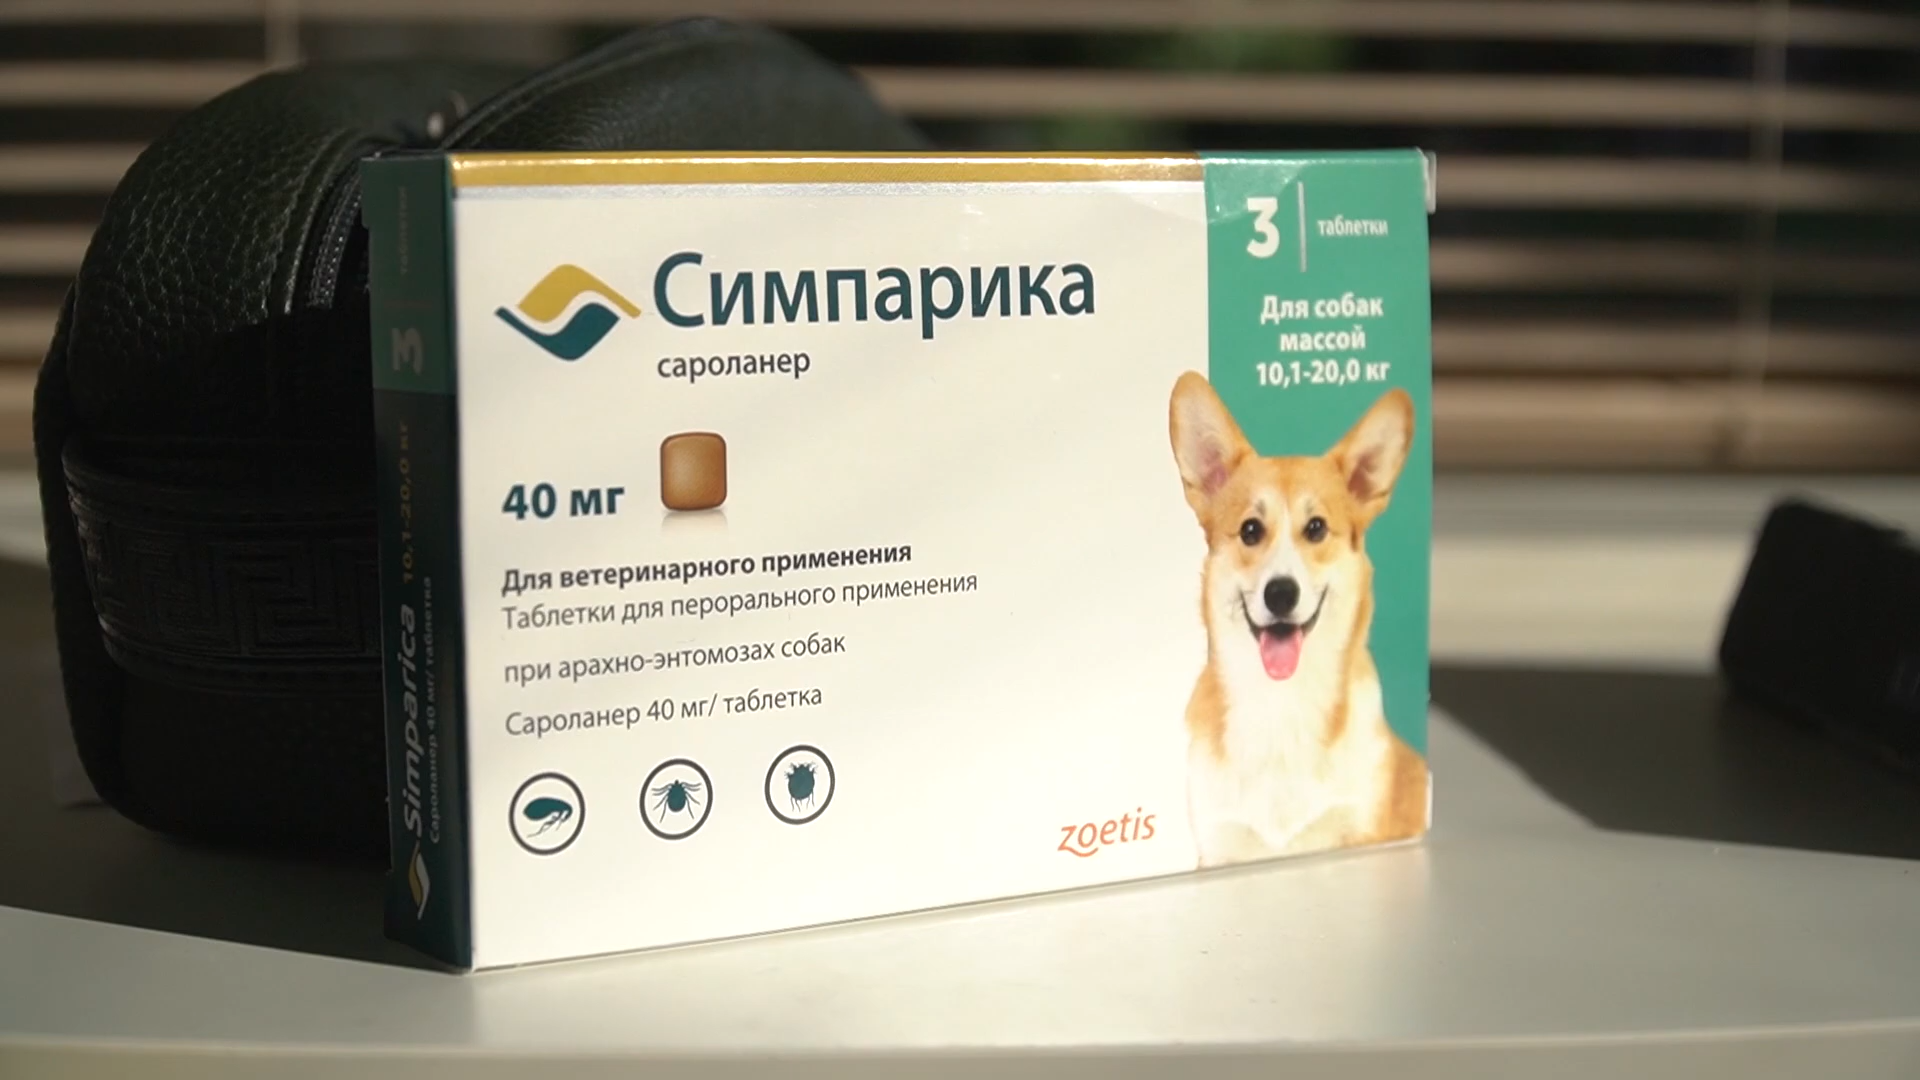 Симпарика
сароланер
40 мг
Для ветеринарного применения
Таблетки для перорального применения
при арахно-энтомозах собак
Сароланер 40 мг/ таблетка
zoetis
3 таблетки
Для собак
массой
10,1-20,0 кг
3 таблетки
Simparica 10,1-20,0 кг
Сароланер 40 мг/ таблетка